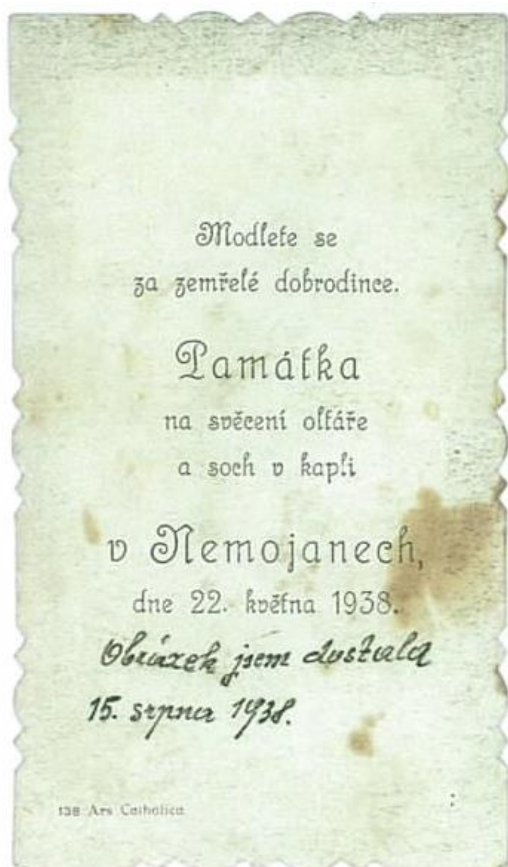 Modlete se
za zemřelé dobrodince.
Památka
na svěcení oltáře
a soch v kapli
v Nemojanech,
dne 22. května 1938.
Obrázek jsem dostala
15. srpna 1938.
138 Ars Catholica